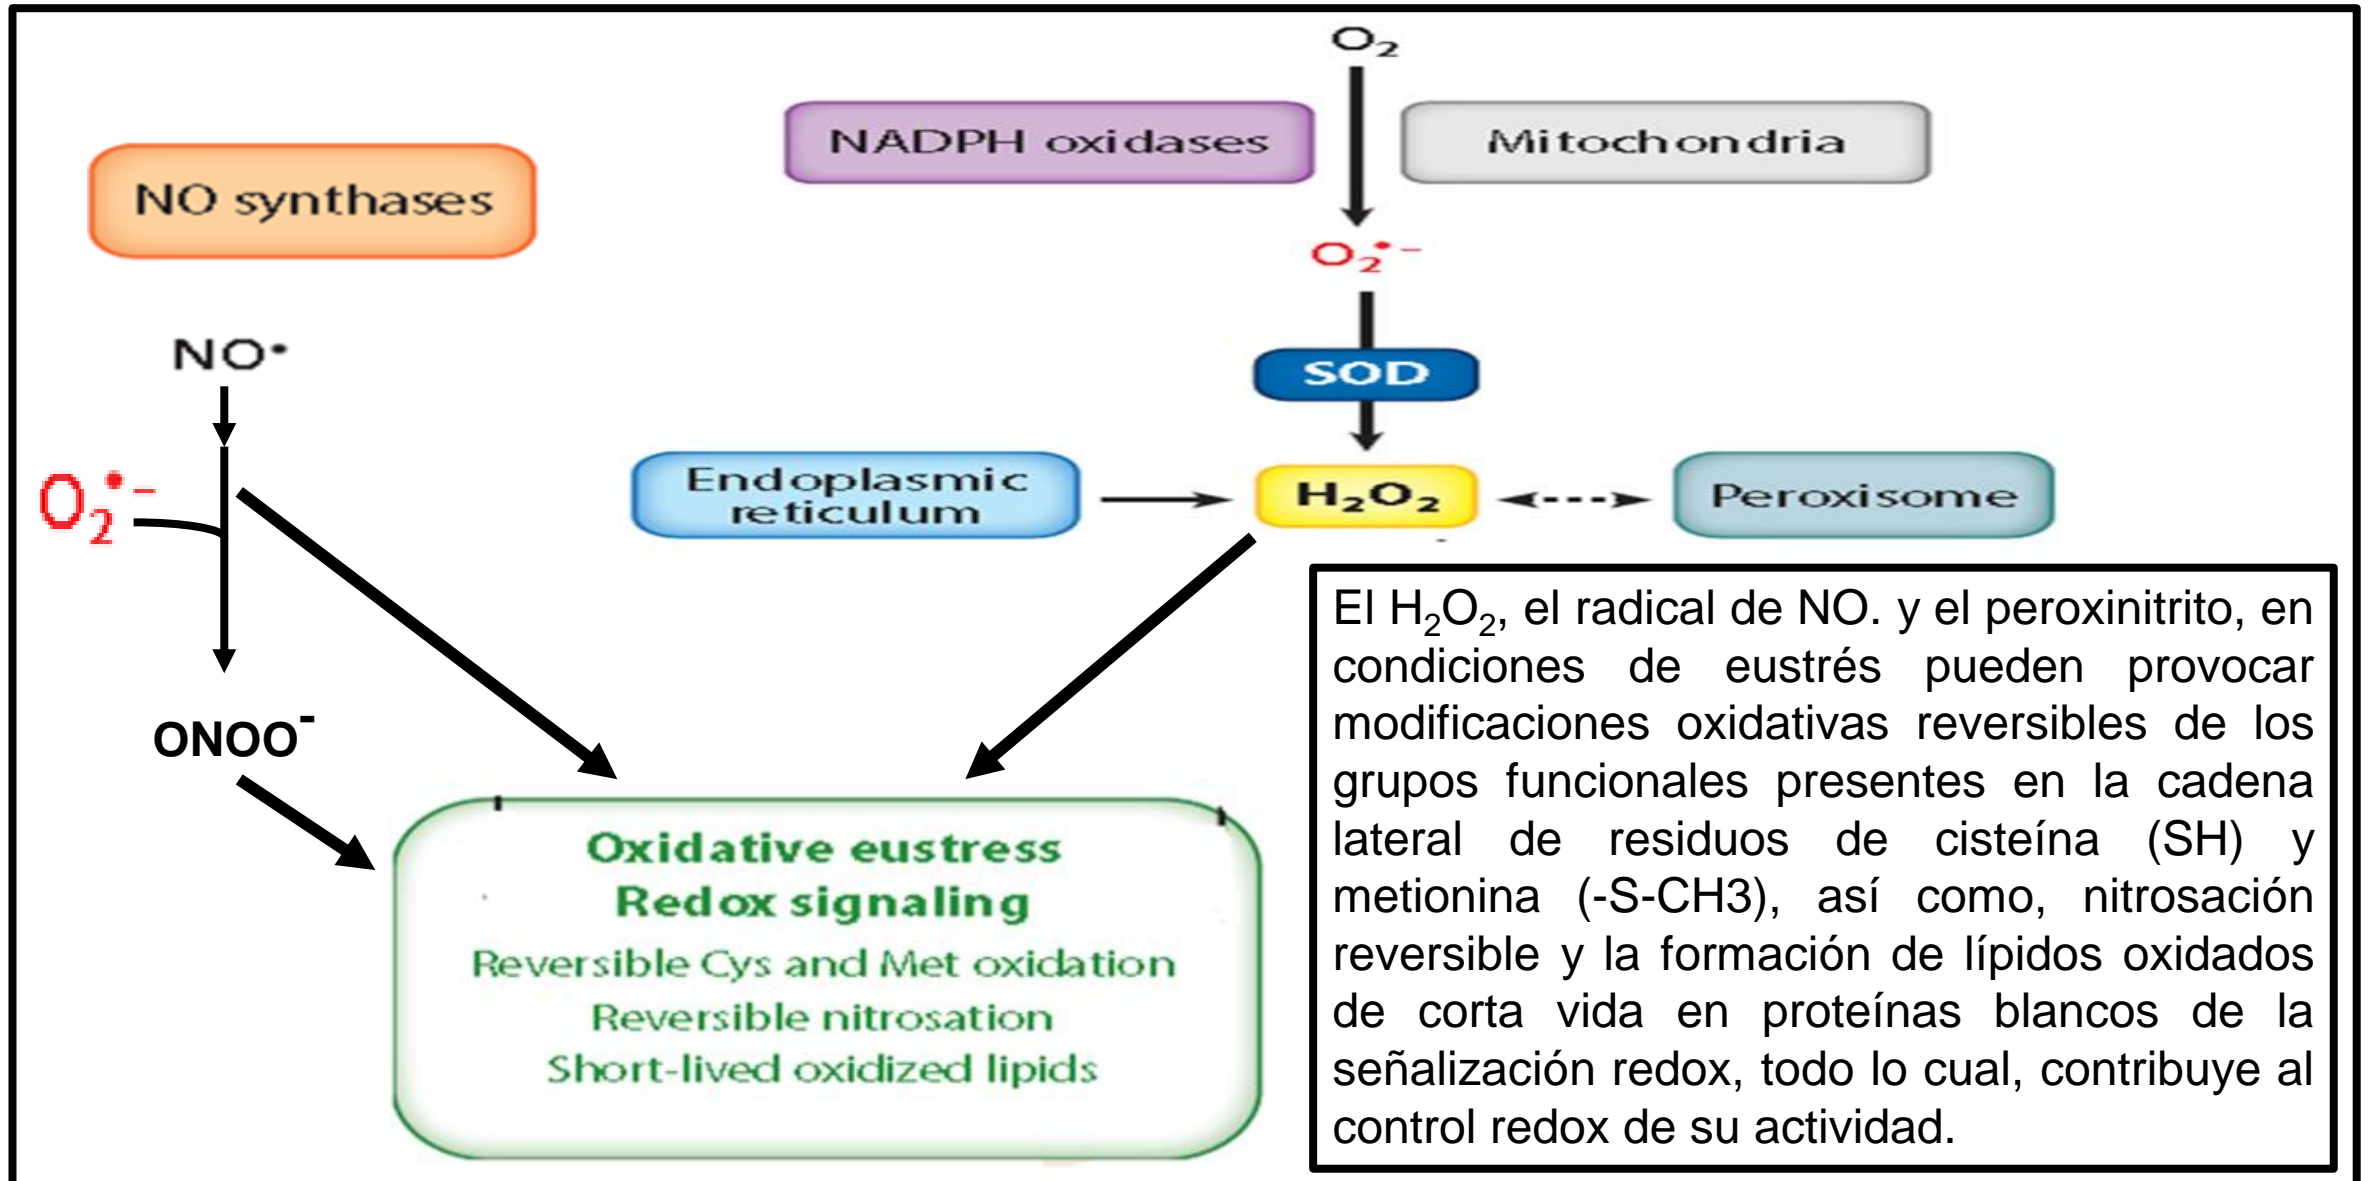 O₂
NADPH oxidases
Mitochondria
NO synthases
O₂•−
NO•
SOD
O₂•−
Endoplasmic
reticulum
H₂O₂
Peroxisome
ONOO⁻
El H₂O₂, el radical de NO. y el peroxinitrito, en
condiciones de eustrés pueden provocar
modificaciones oxidativas reversibles de los
grupos funcionales presentes en la cadena
lateral de residuos de cisteína (SH) y
metionina (-S-CH3), así como, nitrosación
reversible y la formación de lípidos oxidados
de corta vida en proteínas blancos de la
señalización redox, todo lo cual, contribuye al
control redox de su actividad.
Oxidative eustress
Redox signaling
Reversible Cys and Met oxidation
Reversible nitrosation
Short-lived oxidized lipids